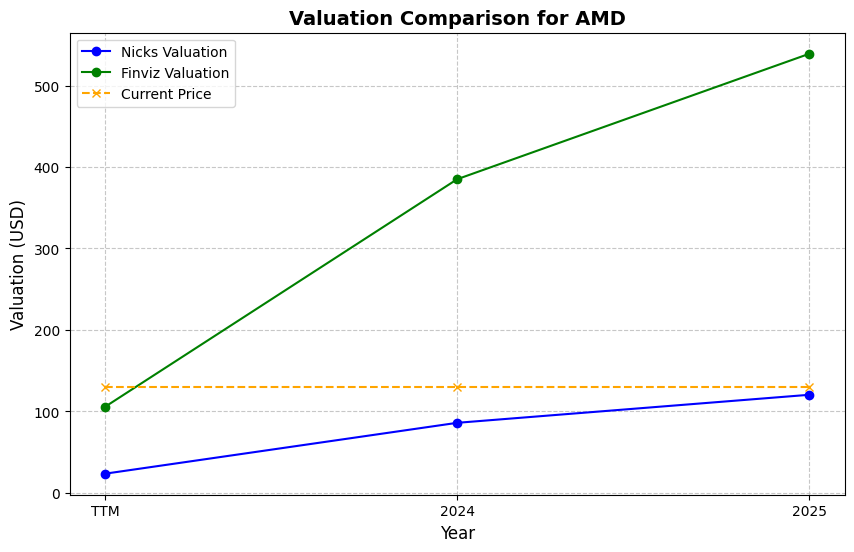 Valuation Comparison for AMD
Nicks Valuation
Finviz Valuation
Current Price
Valuation (USD)
500
400
300
200
100
0
TTM
2024
2025
Year